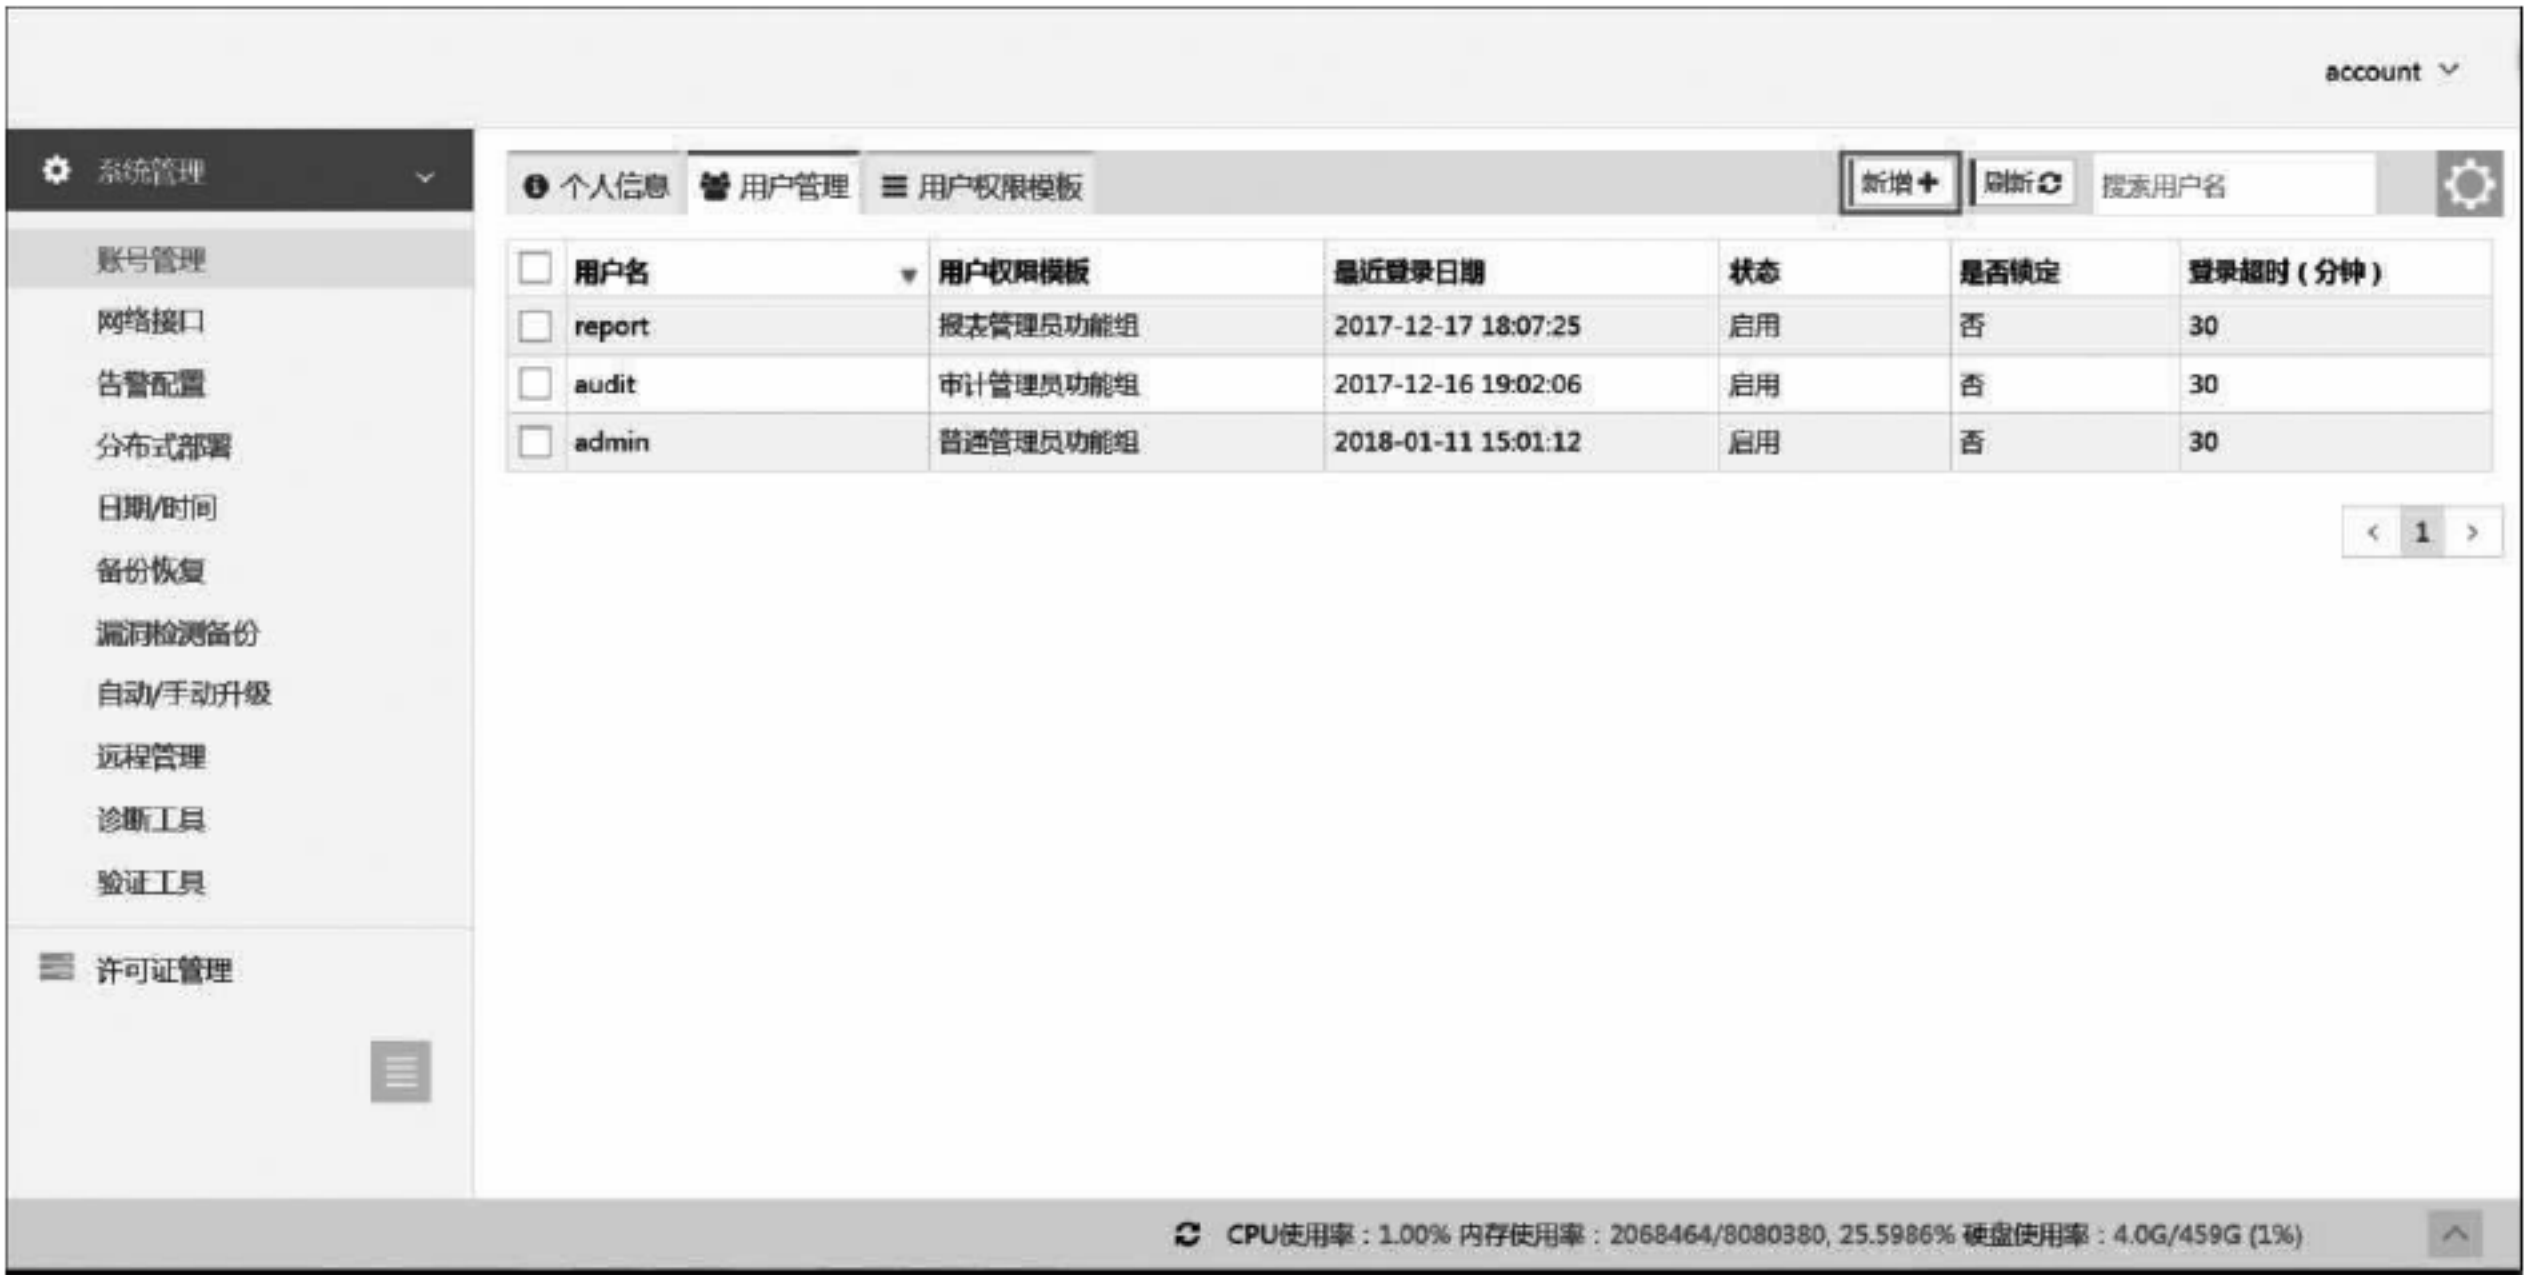 account
系统管理
账号管理
网络接口
告警配置
分布式部署
日期/时间
备份恢复
漏洞检测备份
自动/手动升级
远程管理
诊断工具
验证工具
许可证管理
个人信息 用户管理 用户权限模板 新增 刷新 搜索用户名
用户名 用户权限模板 最近登录日期 状态 是否锁定 登录超时(分钟)
report 报表管理员功能组 2017-12-17 18:07:25 启用 否 30
audit 审计管理员功能组 2017-12-16 19:02:06 启用 否 30
admin 普通管理员功能组 2018-01-11 15:01:12 启用 否 30
< 1 >
CPU使用率:1.00% 内存使用率:2068464/8080380, 25.5986% 硬盘使用率:4.0G/459G (1%)